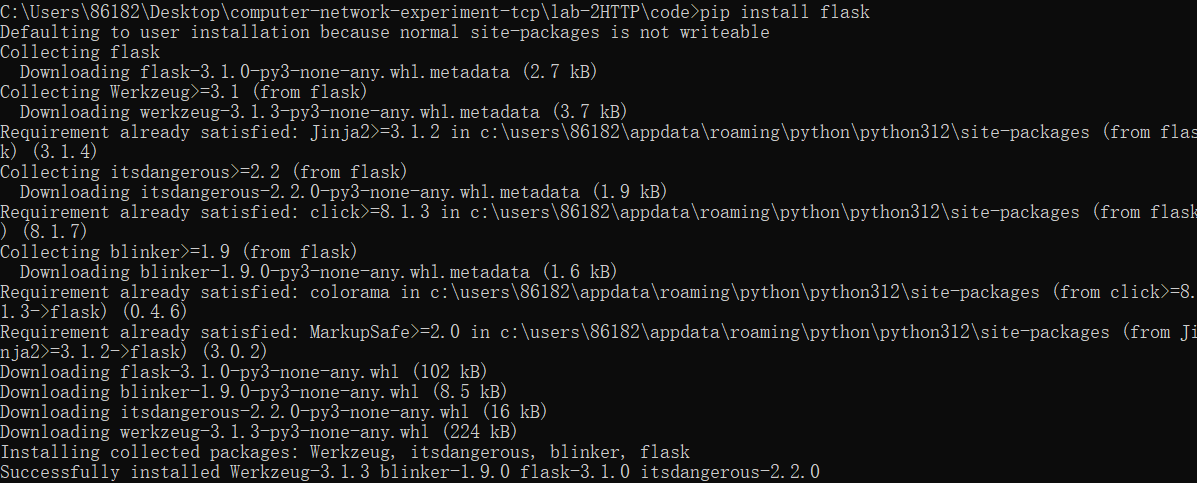 C:\Users\86182\Desktop\computer-network-experiment-tcp\lab-2HTTP\code>pip install flask
Defaulting to user installation because normal site-packages is not writeable
Collecting flask
  Downloading flask-3.1.0-py3-none-any.whl.metadata (2.7 kB)
Collecting Werkzeug>=3.1 (from flask)
  Downloading werkzeug-3.1.3-py3-none-any.whl.metadata (3.7 kB)
Requirement already satisfied: Jinja2>=3.1.2 in c:\users\86182\appdata\roaming\python\python312\site-packages (from flas
k) (3.1.4)
Collecting itsdangerous>=2.2 (from flask)
  Downloading itsdangerous-2.2.0-py3-none-any.whl.metadata (1.9 kB)
Requirement already satisfied: click>=8.1.3 in c:\users\86182\appdata\roaming\python\python312\site-packages (from flask
) (8.1.7)
Collecting blinker>=1.9 (from flask)
  Downloading blinker-1.9.0-py3-none-any.whl.metadata (1.6 kB)
Requirement already satisfied: colorama in c:\users\86182\appdata\roaming\python\python312\site-packages (from click>=8.
1.3->flask) (0.4.6)
Requirement already satisfied: MarkupSafe>=2.0 in c:\users\86182\appdata\roaming\python\python312\site-packages (from Ji
nja2>=3.1.2->flask) (3.0.2)
Downloading flask-3.1.0-py3-none-any.whl (102 kB)
Downloading blinker-1.9.0-py3-none-any.whl (8.5 kB)
Downloading itsdangerous-2.2.0-py3-none-any.whl (16 kB)
Downloading werkzeug-3.1.3-py3-none-any.whl (224 kB)
Installing collected packages: Werkzeug, itsdangerous, blinker, flask
Successfully installed Werkzeug-3.1.3 blinker-1.9.0 flask-3.1.0 itsdangerous-2.2.0